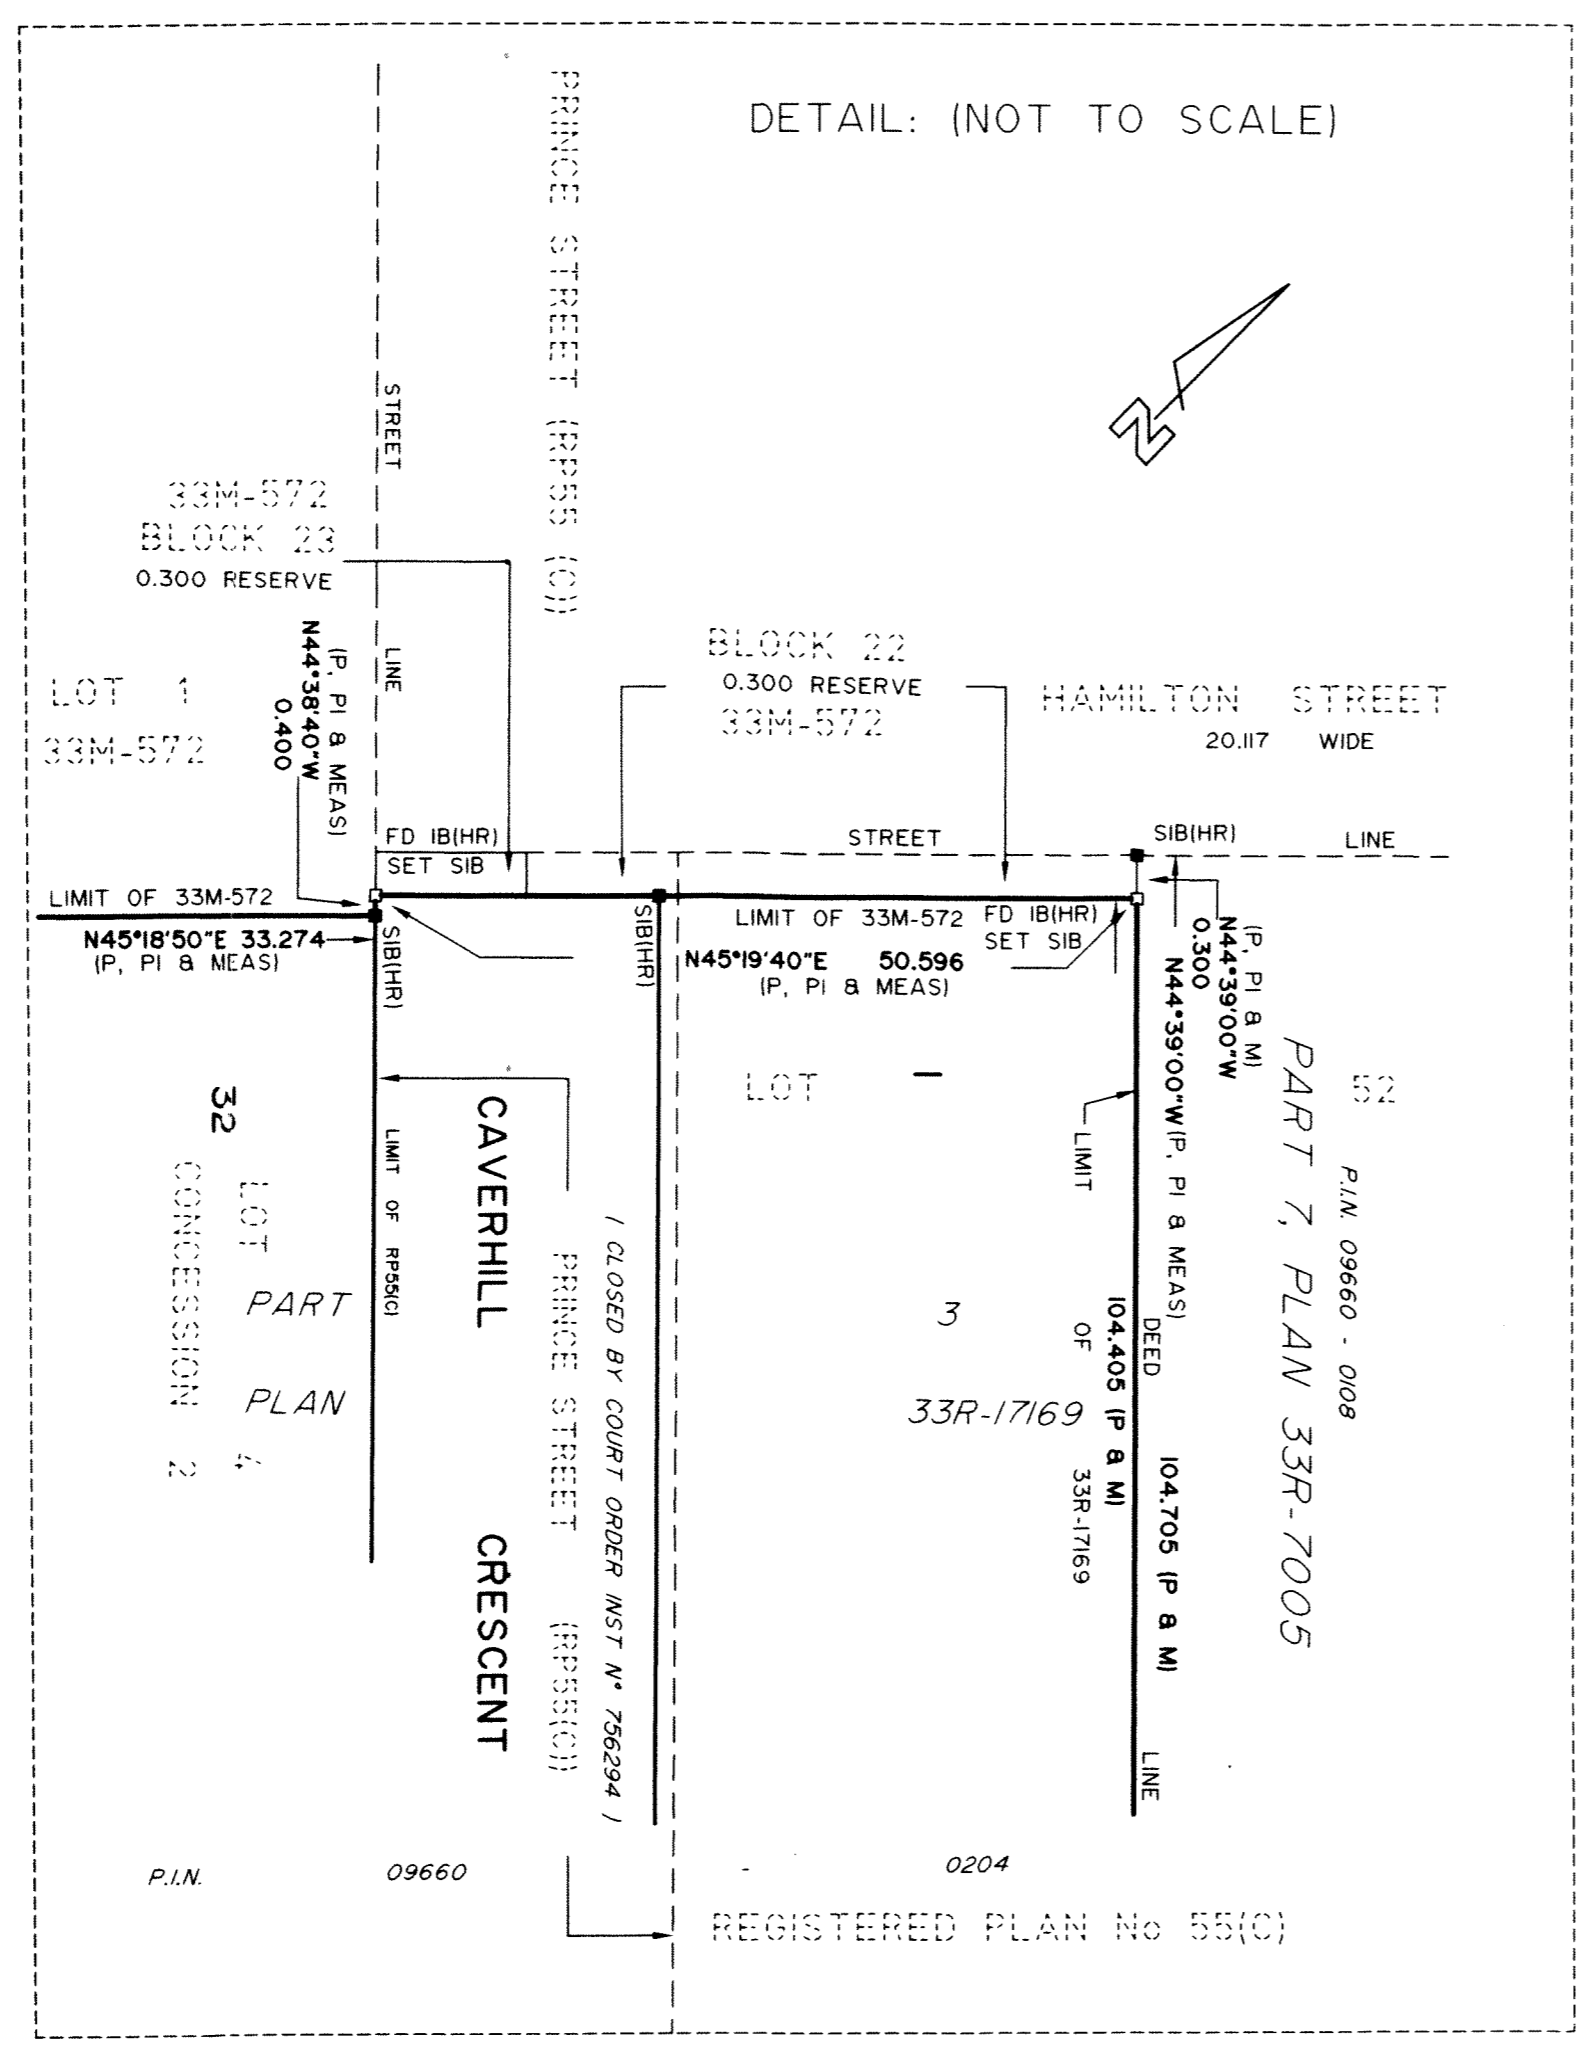 DETAIL: (NOT TO SCALE)
PRINCE STREET (RP55 (C))
N
STREET
LINE
33M-572
BLOCK 23
0.300 RESERVE
N44°38'40"W
0.400
(P, PI & MEAS)
LOT 1
33M-572
BLOCK 22
0.300 RESERVE
33M-572
HAMILTON STREET
20.117 WIDE
FD IB(HR)
SET SIB
STREET
SIB(HR)
LINE
LIMIT OF 33M-572
N45°18'50"E 33.274
(P, PI & MEAS)
SIB(HR)
SIB(HR)
LIMIT OF 33M-572
FD IB(HR)
SET SIB
N45°19'40"E 50.596
(P, PI & MEAS)
(P, PI & M)
N44°39'00"W
0.300
N44°39'00"W(P, PI & MEAS)
LOT 1
52
32
LOT 4
CONCESSION 2
LIMIT OF RP55(C)
CAVERHILL CRESCENT
PRINCE STREET (RP55(C))
( CLOSED BY COURT ORDER INST N° 756294 )
PART 3
PLAN 33R-17169
LIMIT OF 33R-17169
104.405 (P & M)
DEED LINE
104.705 (P & M)
PART 7, PLAN 33R-7005
P.I.N. 09660 - 0108
P.I.N. 09660 - 0204
REGISTERED PLAN No 55(C)